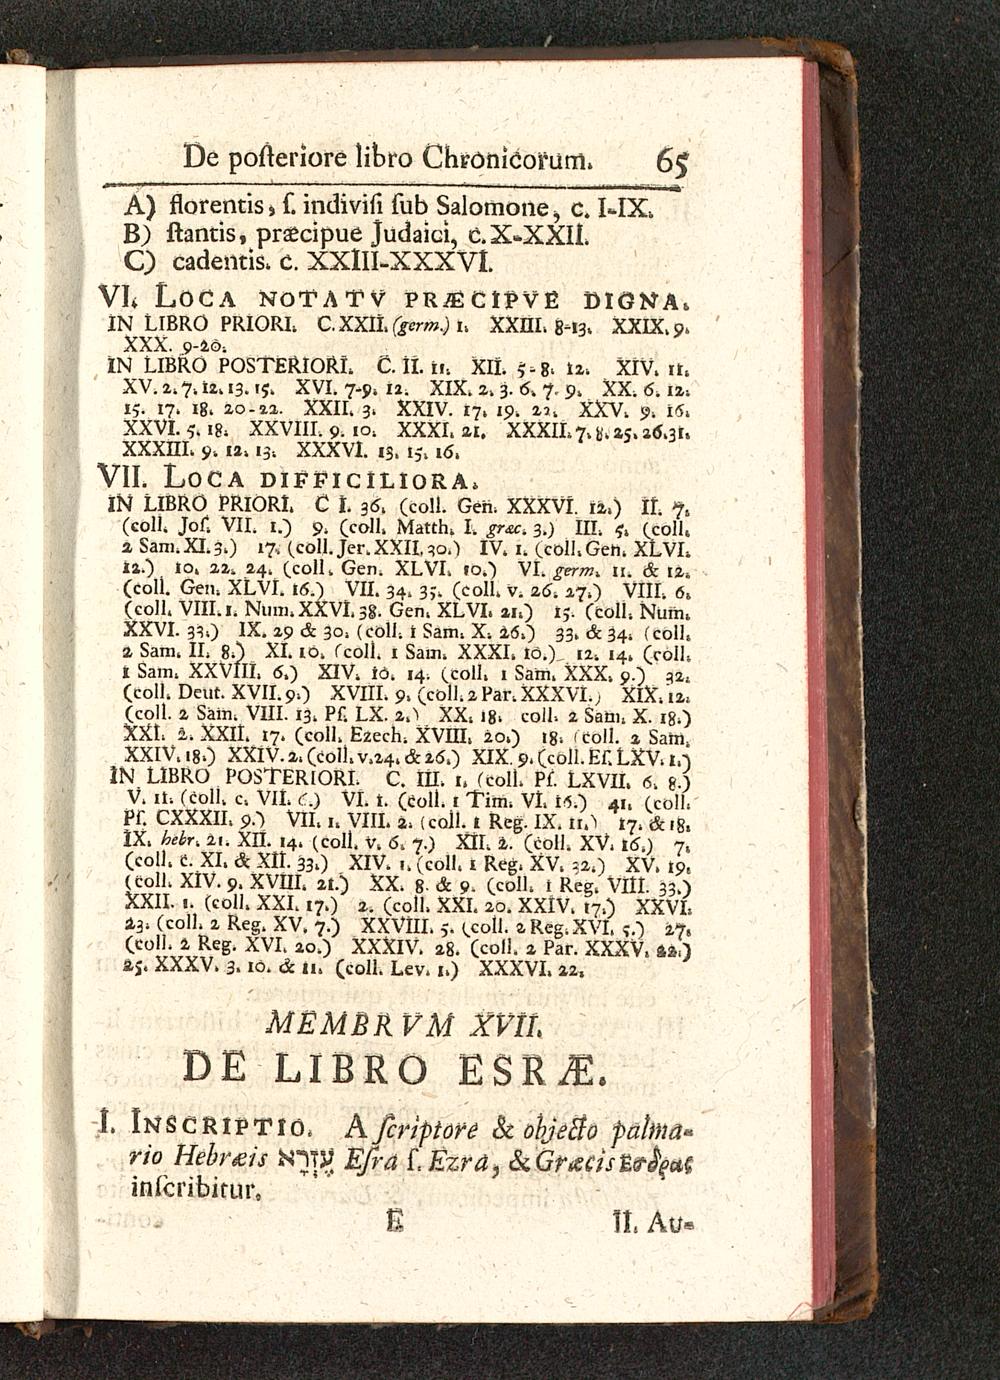 De poſteriore libro Chronicorum. 65
A) florentis, ſ. indiviſi ſub Salomone, c. I-IX.
B) ſtantis, præcipue Judaici, c. X-XXII.
C) cadentis. c. XXIII-XXXVI.
VI. LOCA NOTATV PRÆCIPVE DIGNA.
IN LIBRO PRIORI. C. XXII. (germ.) 1. XXIII. 8-13. XXIX. 9.
XXX. 9-20.
IN LIBRO POSTERIORI. C. II. 11. XII. 5-8. 12. XIV. 11.
XV. 2. 7. 12. 13. 15. XVI. 7-9. 12. XIX. 2. 3. 6. 7. 9. XX. 6. 12.
15. 17. 18. 20-22. XXII. 3. XXIV. 17. 19. 22. XXV. 9. 16.
XXVI. 5. 18. XXVIII. 9. 10. XXXI. 21. XXXII. 7. 8. 25. 26. 31.
XXXIII. 9. 12. 13. XXXVI. 13. 15. 16.
VII. LOCA DIFFICILIORA.
IN LIBRO PRIORI. C I. 36. (coll. Gen. XXXVI. 12.) II. 7.
(coll. Joſ. VII. 1.) 9. (coll. Matth. I. græc. 3.) III. 5. (coll.
2 Sam. XI. 3.) 17. (coll. Jer. XXII. 30.) IV. 1. (coll. Gen. XLVI.
12.) 10. 22. 24. (coll. Gen. XLVI. 10.) VI. germ. 11. & 12.
(coll. Gen. XLVI. 16.) VII. 34. 35. (coll. v. 26. 27.) VIII. 6.
(coll. VIII. 1. Num. XXVI. 38. Gen. XLVI. 21.) 15. (coll. Num.
XXVI. 33.) IX. 29 & 30. (coll. 1 Sam. X. 26.) 33. & 34. (coll.
2 Sam. II. 8.) XI. 10. (coll. 1 Sam. XXXI. 10.) 12. 14. (coll.
1 Sam. XXVIII. 6.) XIV. 10. 14. (coll. 1 Sam. XXX. 9.) 32.
(coll. Deut. XVII. 9.) XVIII. 9. (coll. 2 Par. XXXVI.) XIX. 12.
(coll. 2 Sam. VIII. 13. Pſ. LX. 2.) XX. 18. coll. 2 Sam. X. 18.)
XXI. 2. XXII. 17. (coll. Ezech. XVIII. 20.) 18. (coll. 2 Sam.
XXIV. 18.) XXIV. 2. (coll. v. 24. & 26.) XIX. 9. (coll. Eſ. LXV. 1.)
IN LIBRO POSTERIORI. C. III. 1. (coll. Pſ. LXVII. 6. 8.)
V. 11. (coll. c. VII. 6.) VI. 1. (coll. 1 Tim. VI. 16.) 41. (coll.
Pſ. CXXXII. 9.) VII. 1. VIII. 2. (coll. 1 Reg. IX. 11.) 17. & 18.
IX. hebr. 21. XII. 14. (coll. v. 6. 7.) XII. 2. (coll. XV. 16.) 7.
(coll. c. XI. & XII. 33.) XIV. 1. (coll. 1 Reg. XV. 32.) XV. 19.
(coll. XIV. 9. XVIII. 21.) XX. 8. & 9. (coll. 1 Reg. VIII. 33.)
XXII. 1. (coll. XXI. 17.) 2. (coll. XXI. 20. XXIV. 17.) XXVI.
23. (coll. 2 Reg. XV. 7.) XXVIII. 5. (coll. 2 Reg. XVI. 5.) 27.
(coll. 2 Reg. XVI. 20.) XXXIV. 28. (coll. 2 Par. XXXV. 22.)
25. XXXV. 3. 10. & 11. (coll. Lev. 1.) XXXVI. 22.
MEMBRVM XVII.
DE LIBRO ESRÆ.
I. INSCRIPTIO. A ſcriptore & objecto palma-
rio Hebræis עֶזְרָא Eſra ſ. Ezra, & Græcis Εσδρας
inſcribitur.
E II. Au-